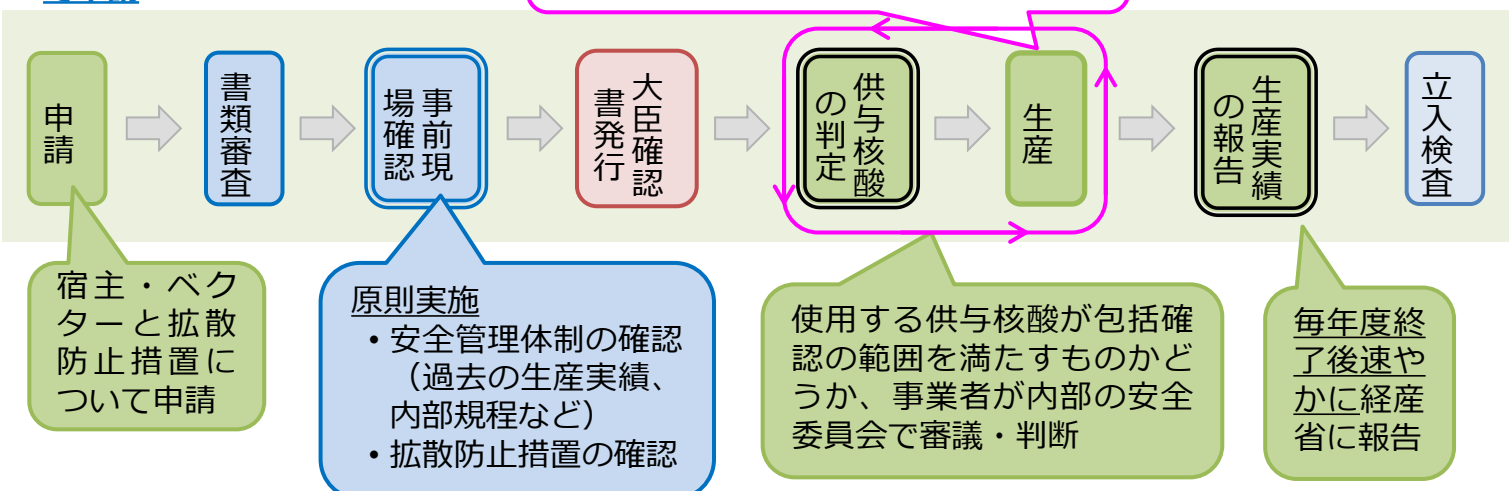 申請
書類審査
事前現
場確認
大臣確認
書発行
供与核酸
の判定
生産
生産実績
の報告
立入検査
宿主・ベク
ターと拡散
防止措置に
ついて申請
原則実施
・安全管理体制の確認
（過去の生産実績、
内部規程など）
・拡散防止措置の確認
使用する供与核酸が包括確
認の範囲を満たすものかど
うか、事業者が内部の安全
委員会で審議・判断
毎年度終
了後速や
かに経産
省に報告